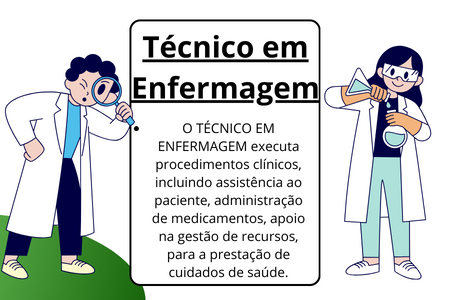 Técnico em
Enfermagem
O TÉCNICO EM
ENFERMAGEM executa
procedimentos clínicos,
incluindo assistência ao
paciente, administração
de medicamentos, apoio
na gestão de recursos,
para a prestação de
cuidados de saúde.